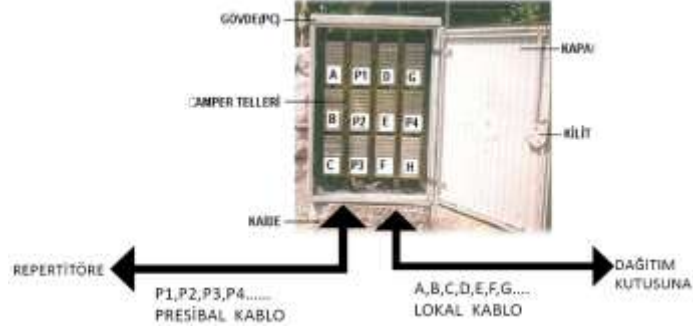 GÖVDE(PC)
KAPA
A P1 D G
CAMPER TELLERİ
B P2 E P4
KİLİT
C P3 F H
KAİDE
REPERTİTÖRE
DAĞITIM
KUTUSUNA
P1,P2,P3,P4......
PRESİBAL KABLO
A,B,C,D,E,F,G....
LOKAL KABLO